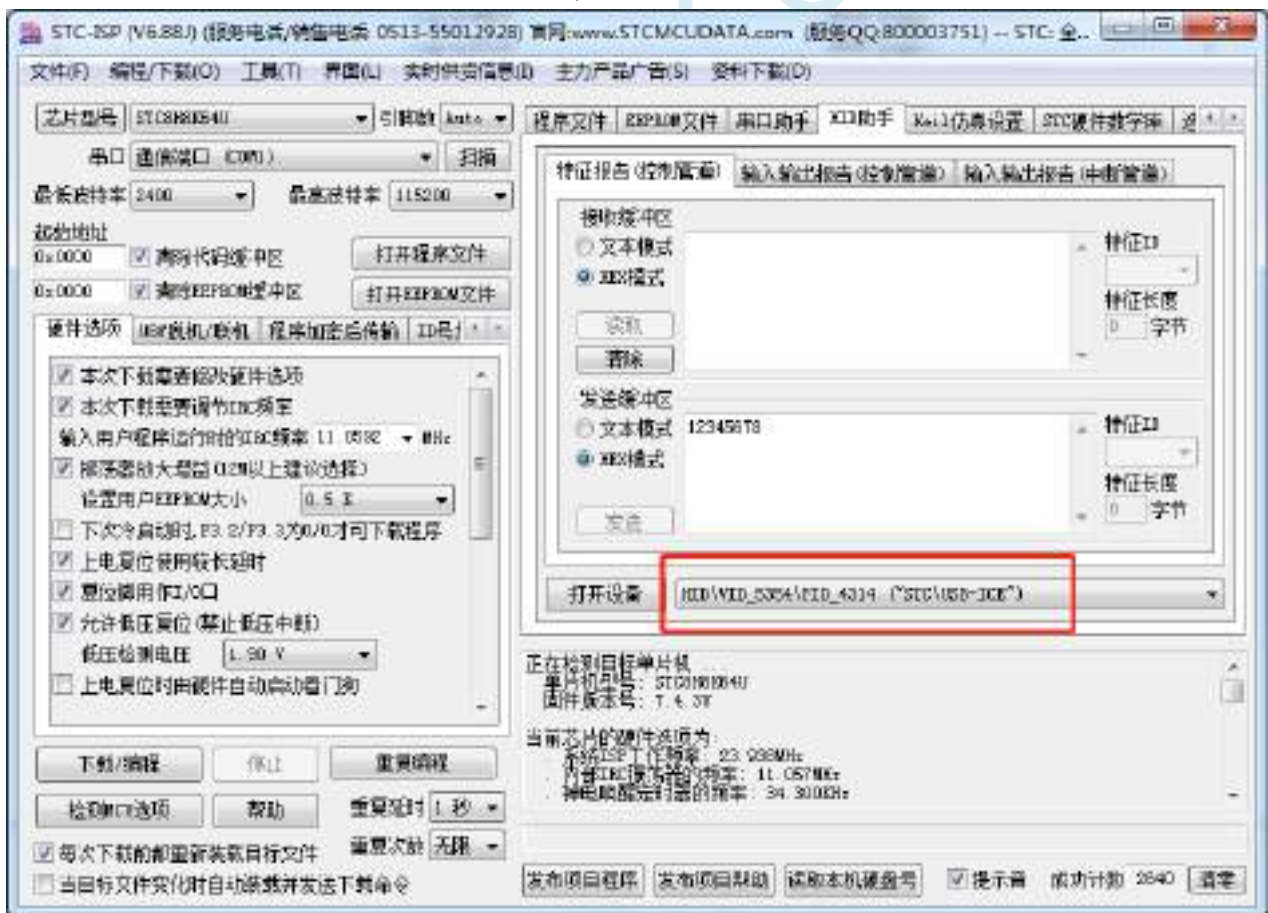 STC-ISP (V6.88J) (服务电话/销售电话: 0513-55012928) 官网:www.STCMCUDATA.com (服务QQ:800003751) -- STC: 全..
文件(F) 编程/下载(O) 工具(T) 界面(L) 实时供货信息(I) 主力产品广告(S) 资料下载(D)
芯片型号 STC8H8K64U 引脚数 Auto
串口 通信端口 (COM1) 扫描
最低波特率 2400 最高波特率 115200
起始地址
0x0000 清除代码缓冲区 打开程序文件
0x0000 清除EEPROM缓冲区 打开EEPROM文件
硬件选项 USB脱机/联机 程序加密后传输 ID号
本次下载需要修改硬件选项
本次下载需要调节IRC频率
输入用户程序运行时的IRC频率 11.0592 MHz
振荡器放大增益(12M以上建议选择)
设置用户EEPROM大小 0.5 K
下次冷启动时,P3.2/P3.3为0/0才可下载程序
上电复位使用较长延时
复位脚用作I/O口
允许低压复位(禁止低压中断)
低压检测电压 1.90 V
上电复位时由硬件自动启动看门狗
下载/编程 停止 重复编程
检测MCU选项 帮助 重复延时 1 秒
每次下载前都重新装载目标文件 重复次数 无限
当目标文件变化时自动装载并发送下载命令
程序文件 EEPROM文件 串口助手 HID助手 Keil仿真设置 STC硬件数学库
特征报告(控制管道) 输入输出报告(控制管道) 输入输出报告(中断管道)
接收缓冲区
文本模式
HEX模式
读取
清除
特征ID
特征长度
0 字节
发送缓冲区
文本模式 12345678
HEX模式
发送
特征ID
特征长度
0 字节
打开设备 HID\VID_5354\PID_4314 ("STC\USB-ICE")
正在检测目标单片机 ...
单片机型号: STC8H8K64U
固件版本号: 7.4.3U
当前芯片的硬件选项为:
. 系统ISP工作频率: 23.938MHz
. 内部IRC振荡器的频率: 11.057MHz
. 掉电唤醒定时器的频率: 34.300KHz
发布项目程序 发布项目帮助 读取本机硬盘号 提示音 成功计数 2840 清零